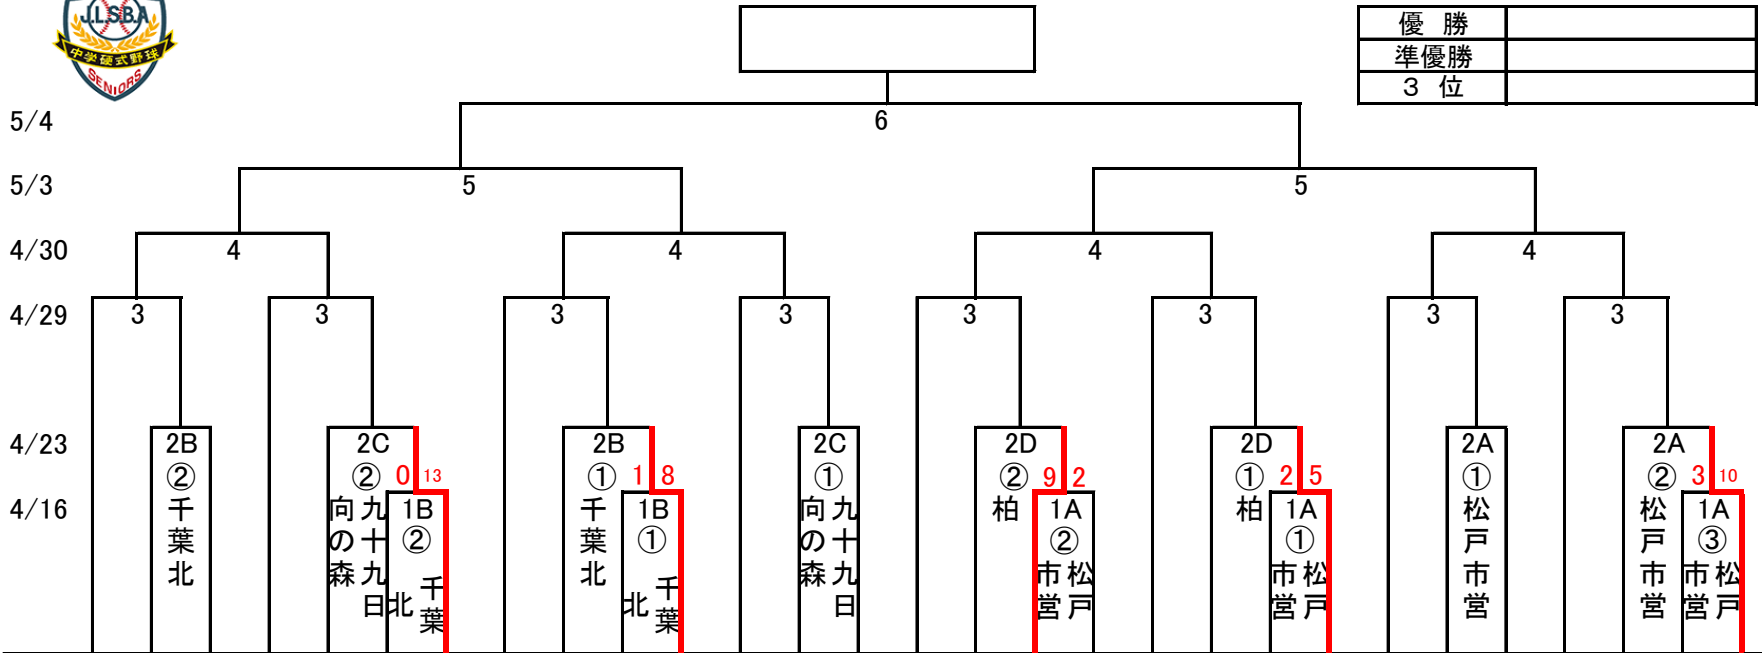 J.L.S.B.A
中学硬式野球
SENIORS
優 勝
準優勝
３ 位
5/4
6
5/3
5
5
4/30
4
4
4
4
4/29
3
3
3
3
3
3
3
3
4/23
2B
2C
2B
2C
2D
2D
2A
2A
②
②
0
13
①
1
8
①
②
9
2
①
2
5
①
②
3
10
4/16
千葉北
九十九日
向の森
1B
②
千葉
北
千葉北
1B
①
千葉
北
九十九日
向の森
柏
1A
②
松戸
市営
柏
1A
①
松戸
市営
松戸市営
松戸市営
1A
③
松戸
市営